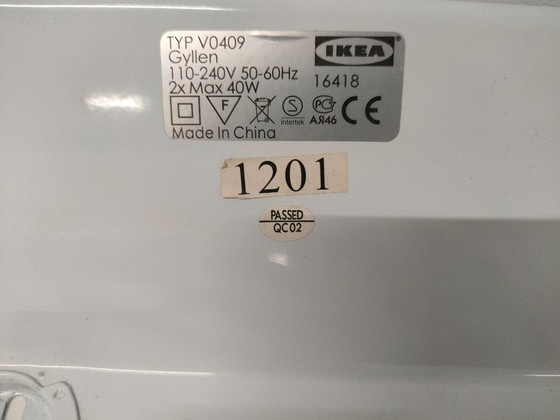 TYP V0409
Gyllen
110-240V 50-60Hz
2x Max 40W
IKEA
16418
F
S
Intertek
РСТ
АЯ46
CE
Made In China
1201
PASSED
QC02